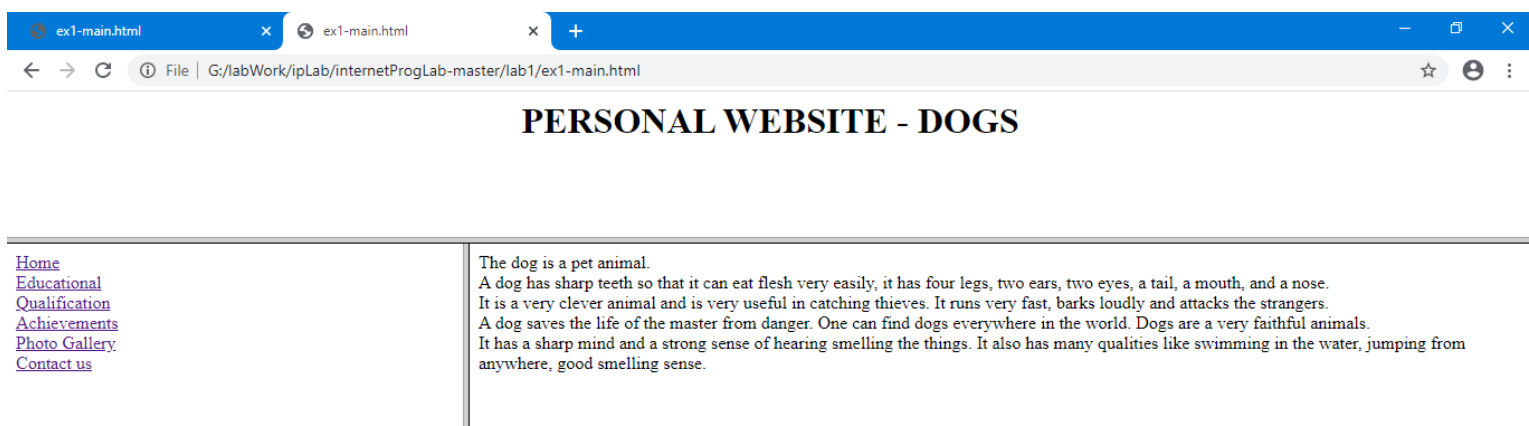 ex1-main.html
ex1-main.html
File | G:/labWork/ipLab/internetProgLab-master/lab1/ex1-main.html
PERSONAL WEBSITE - DOGS
Home
Educational
Qualification
Achievements
Photo Gallery
Contact us
The dog is a pet animal.
A dog has sharp teeth so that it can eat flesh very easily, it has four legs, two ears, two eyes, a tail, a mouth, and a nose.
It is a very clever animal and is very useful in catching thieves. It runs very fast, barks loudly and attacks the strangers.
A dog saves the life of the master from danger. One can find dogs everywhere in the world. Dogs are a very faithful animals.
It has a sharp mind and a strong sense of hearing smelling the things. It also has many qualities like swimming in the water, jumping from
anywhere, good smelling sense.